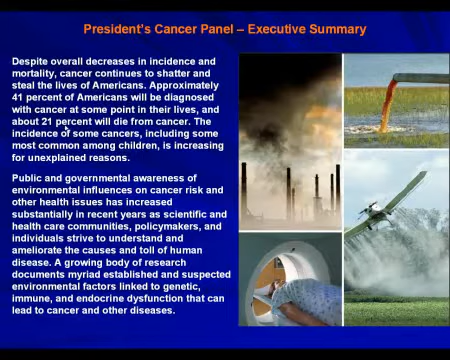 President's Cancer Panel – Executive Summary
Despite overall decreases in incidence and
mortality, cancer continues to shatter and
steal the lives of Americans. Approximately
41 percent of Americans will be diagnosed
with cancer at some point in their lives, and
about 21 percent will die from cancer. The
incidence of some cancers, including some
most common among children, is increasing
for unexplained reasons.
Public and governmental awareness of
environmental influences on cancer risk and
other health issues has increased
substantially in recent years as scientific and
health care communities, policymakers, and
individuals strive to understand and
ameliorate the causes and toll of human
disease. A growing body of research
documents myriad established and suspected
environmental factors linked to genetic,
immune, and endocrine dysfunction that can
lead to cancer and other diseases.